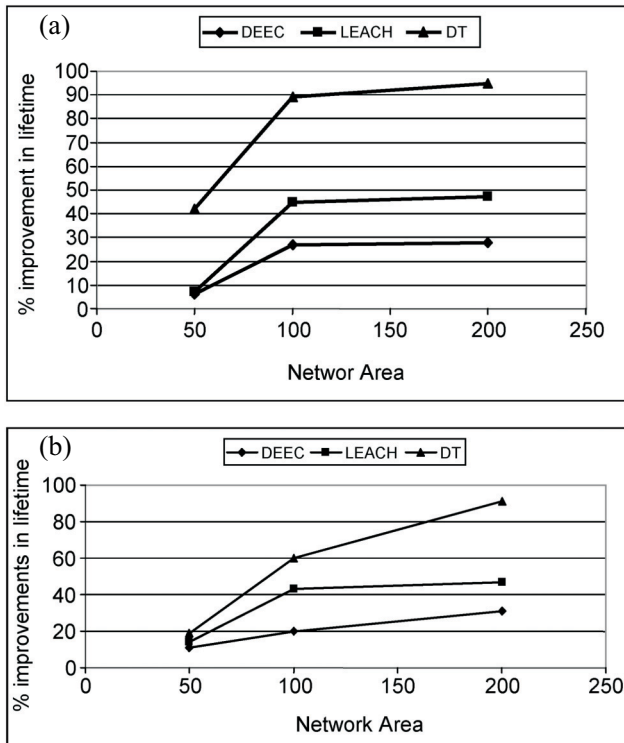 (a)
DEEC LEACH DT
% improvement in lifetime
100
90
80
70
60
50
40
30
20
10
0
0 50 100 150 200 250
Networ Area
(b)
DEEC LEACH DT
% improvements in lifetime
100
80
60
40
20
0
0 50 100 150 200 250
Network Area